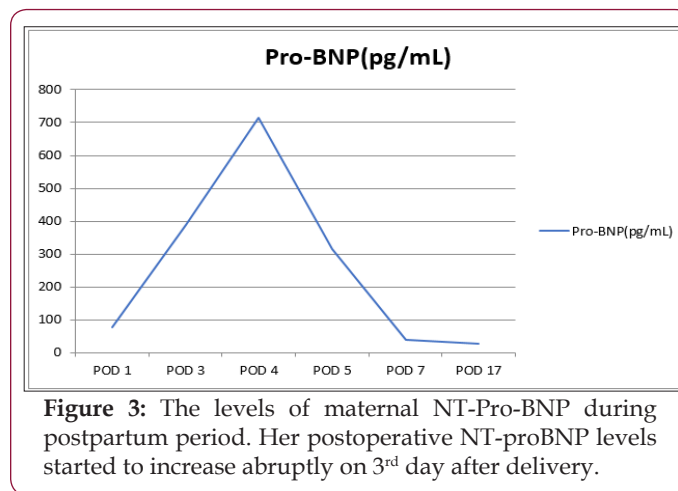 Pro-BNP(pg/mL)
800
700
600
500
400
300
200
100
0
POD 1 POD 3 POD 4 POD 5 POD 7 POD 17
Pro-BNP(pg/mL)
Figure 3: The levels of maternal NT-Pro-BNP during
postpartum period. Her postoperative NT-proBNP levels
started to increase abruptly on 3rd day after delivery.